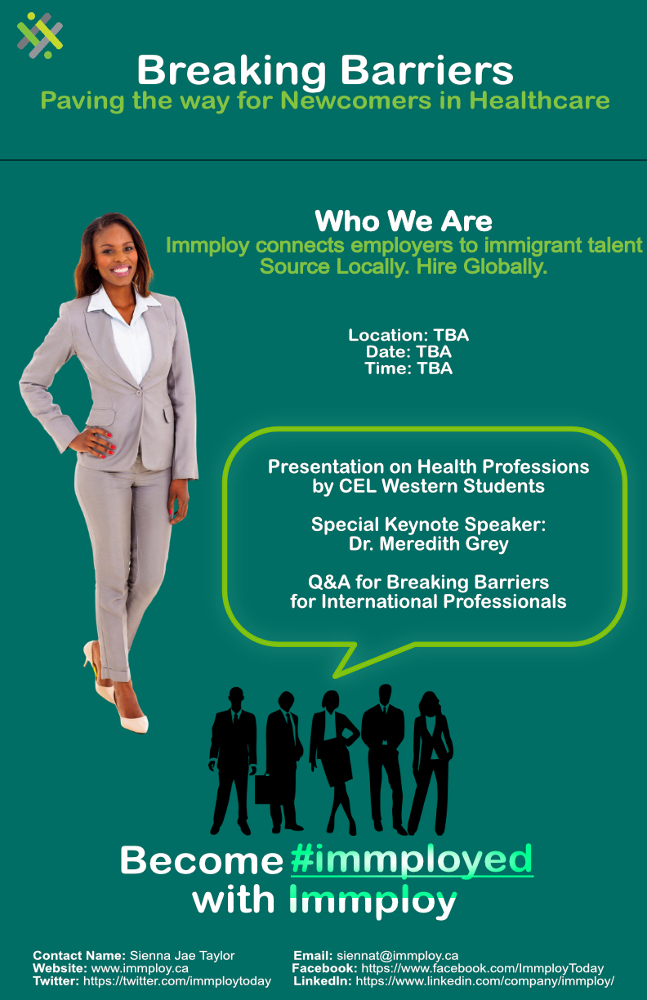 Breaking Barriers
Paving the way for Newcomers in Healthcare
Who We Are
Immploy connects employers to immigrant talent
Source Locally. Hire Globally.
Location: TBA
Date: TBA
Time: TBA
Presentation on Health Professions
by CEL Western Students
Special Keynote Speaker:
Dr. Meredith Grey
Q&A for Breaking Barriers
for International Professionals
Become #immployed
with Immploy
Contact Name: Sienna Jae Taylor
Website: www.immploy.ca
Twitter: https://twitter.com/immploytoday
Email: siennat@immploy.ca
Facebook: https://www.facebook.com/ImmployToday
LinkedIn: https://www.linkedin.com/company/immploy/